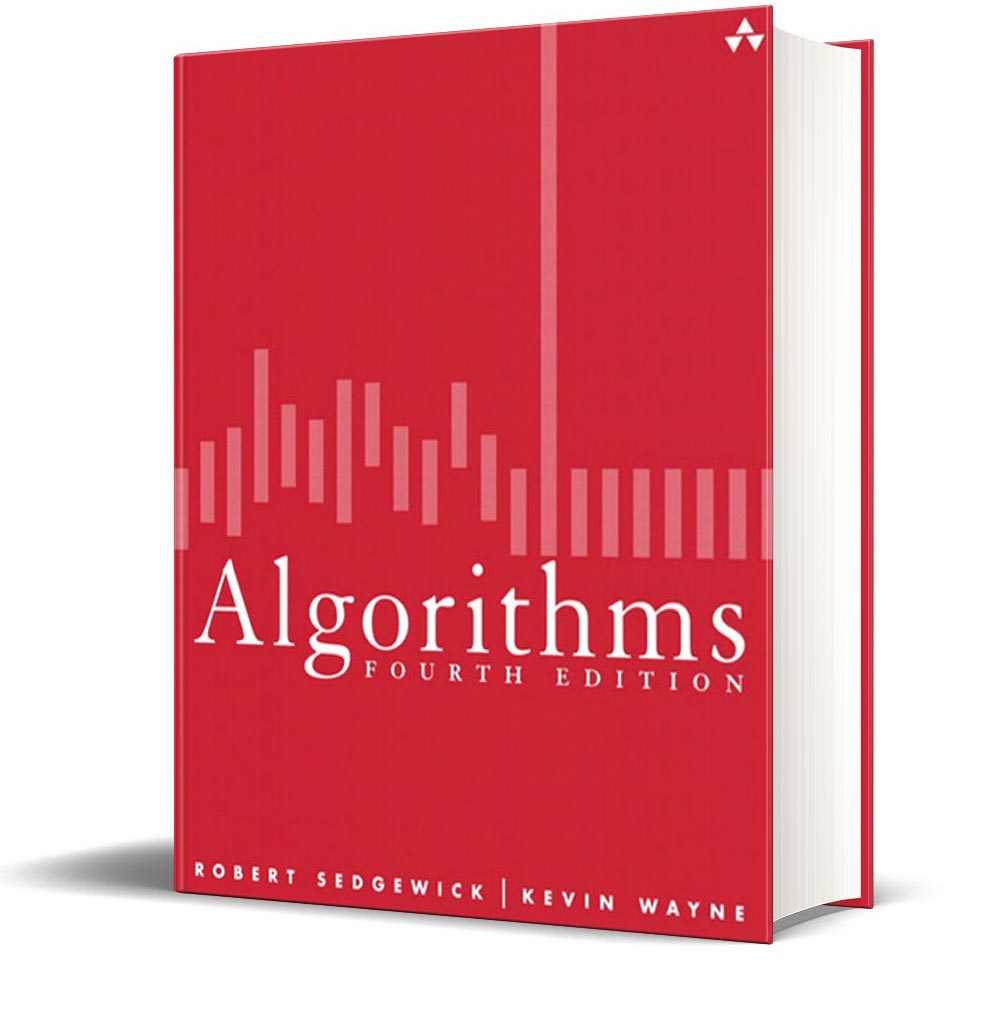 Algorithms
FOURTH EDITION
ROBERT SEDGEWICK | KEVIN WAYNE